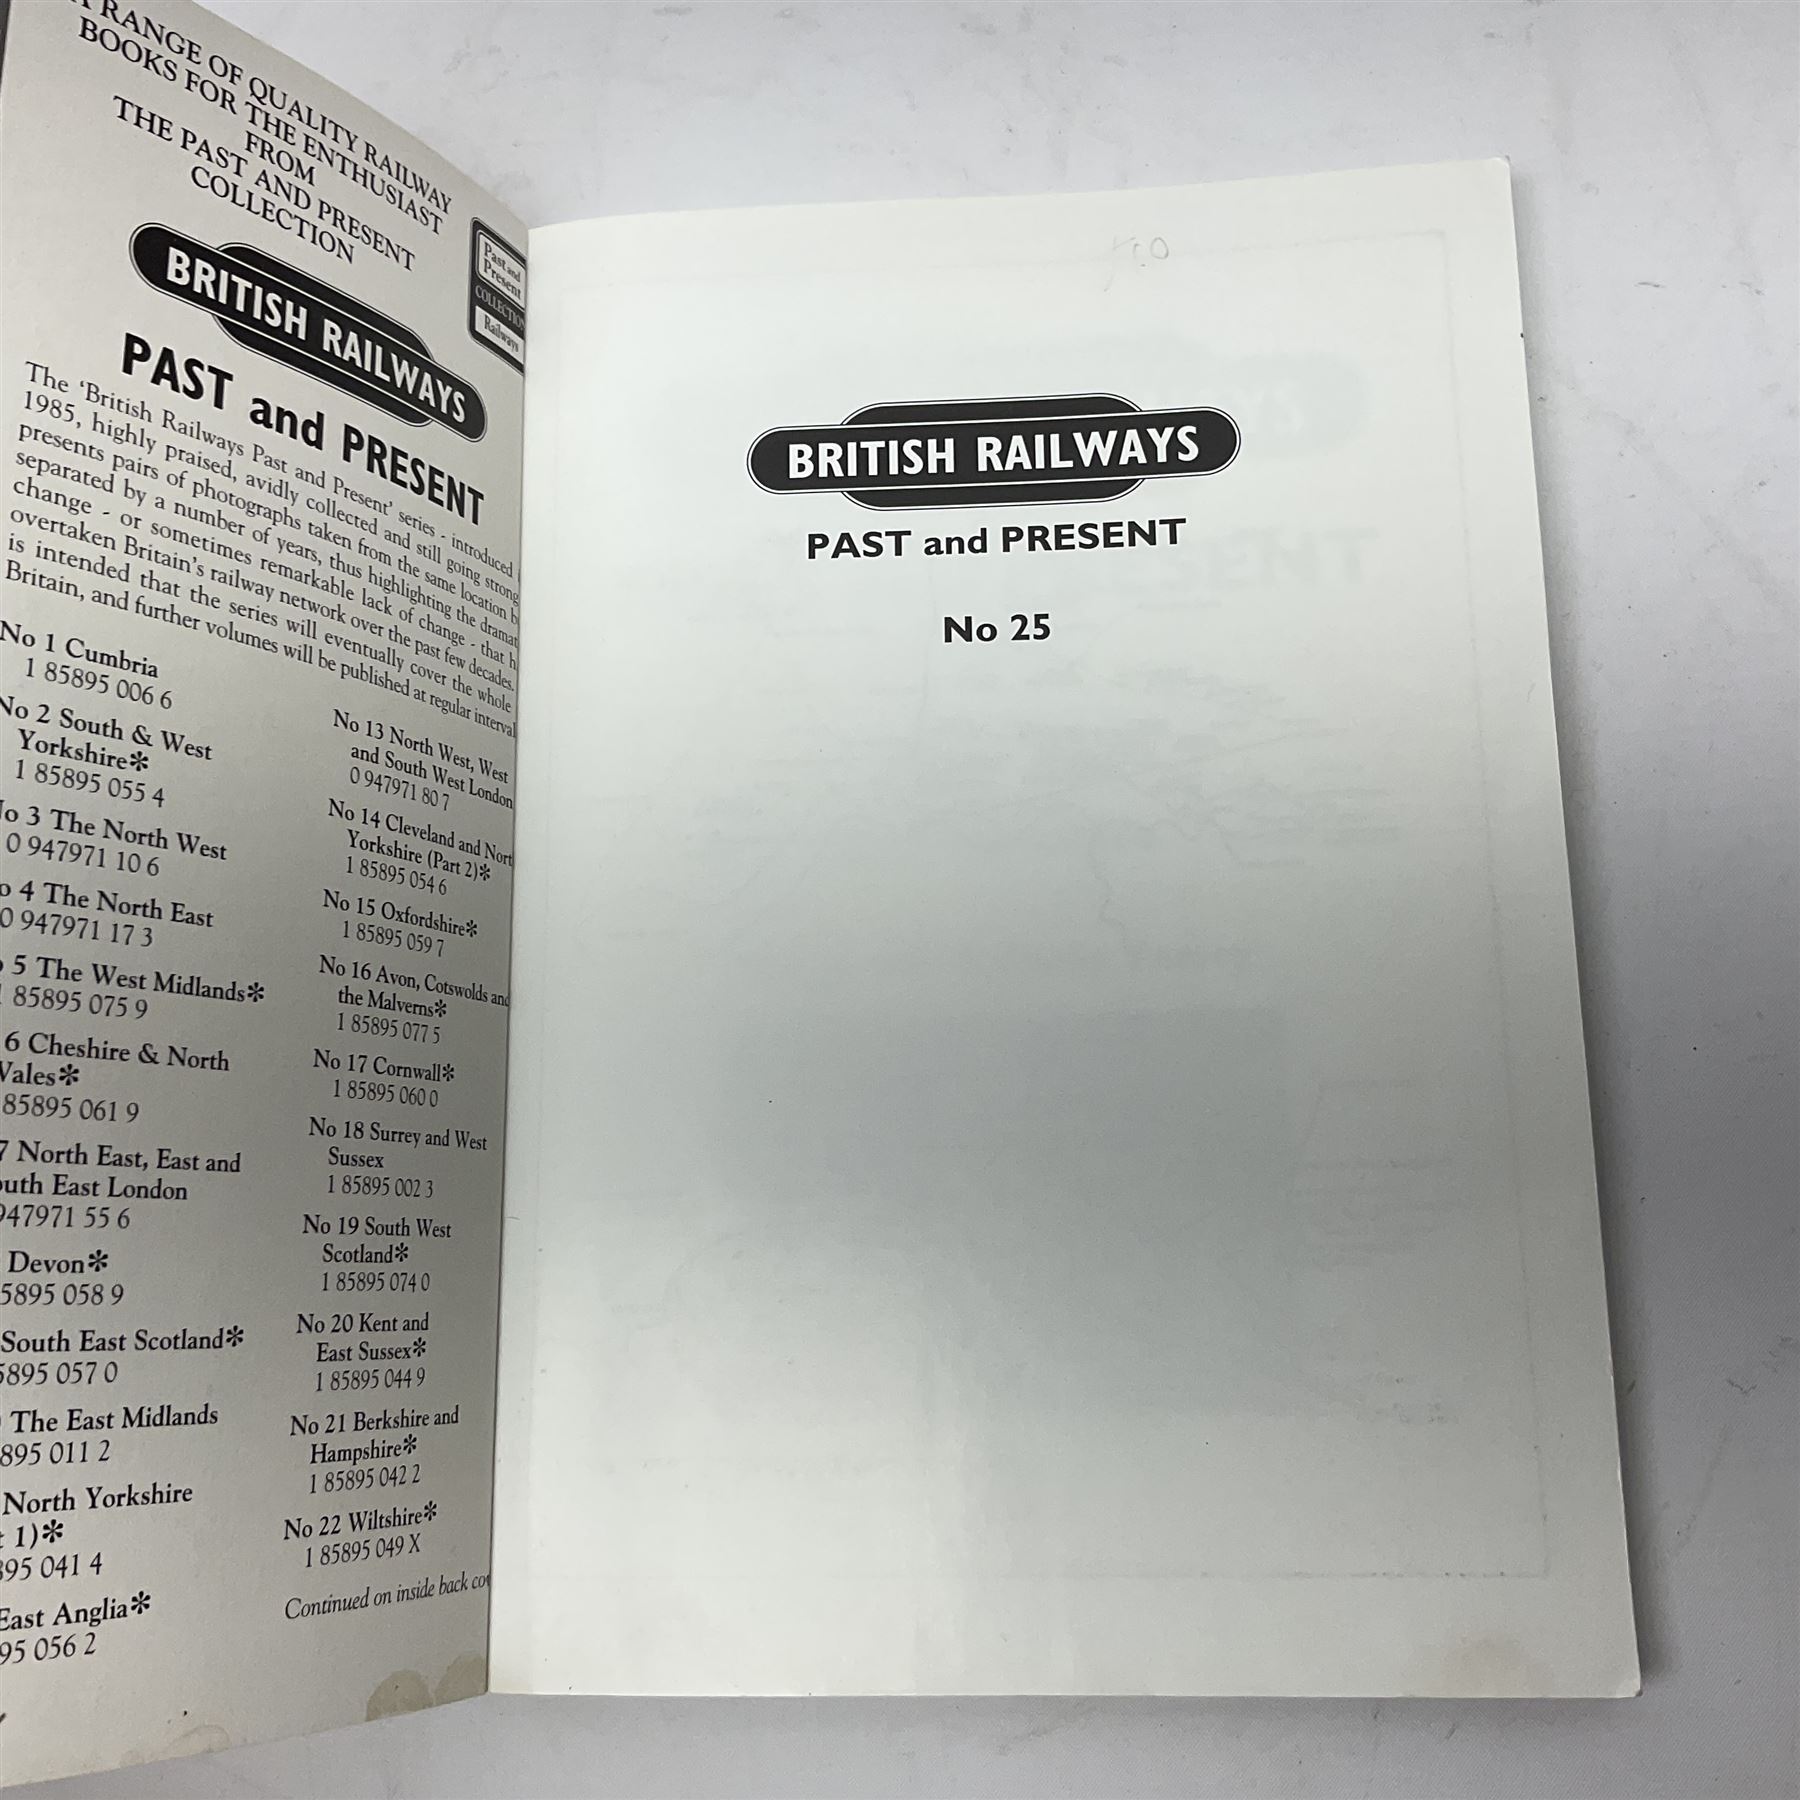 RANGE OF QUALITY RAILWAY
BOOKS FOR THE ENTHUSIAST
FROM
THE PAST AND PRESENT
COLLECTION
Past and
Present
COLLECTION
Railways
BRITISH RAILWAYS
PAST and PRESENT
The 'British Railways Past and Present' series - introduced
1985, highly praised, avidly collected and still going strong
presents pairs of photographs taken from the same location b
separated by a number of years, thus highlighting the dramat
change - or sometimes remarkable lack of change - that h
overtaken Britain's railway network over the past few decades.
is intended that the series will eventually cover the whole
Britain, and further volumes will be published at regular interval
No 1 Cumbria
1 85895 006 6
No 2 South & West
Yorkshire*
1 85895 055 4
No 3 The North West
0 947971 10 6
o 4 The North East
0 947971 17 3
5 The West Midlands*
1 85895 075 9
6 Cheshire & North
Wales*
85895 061 9
7 North East, East and
outh East London
947971 55 6
Devon*
5895 058 9
South East Scotland*
5895 057 0
The East Midlands
895 011 2
North Yorkshire
t 1)*
895 041 4
East Anglia*
95 056 2
No 13 North West, West
and South West London
0 947971 80 7
No 14 Cleveland and Nort
Yorkshire (Part 2)*
1 85895 054 6
No 15 Oxfordshire*
1 85895 059 7
No 16 Avon, Cotswolds and
the Malverns*
1 85895 077 5
No 17 Cornwall*
1 85895 060 0
No 18 Surrey and West
Sussex
1 85895 002 3
No 19 South West
Scotland*
1 85895 074 0
No 20 Kent and
East Sussex*
1 85895 044 9
No 21 Berkshire and
Hampshire*
1 85895 042 2
No 22 Wiltshire*
1 85895 049 X
Continued on inside back cov
BRITISH RAILWAYS
PAST and PRESENT
No 25